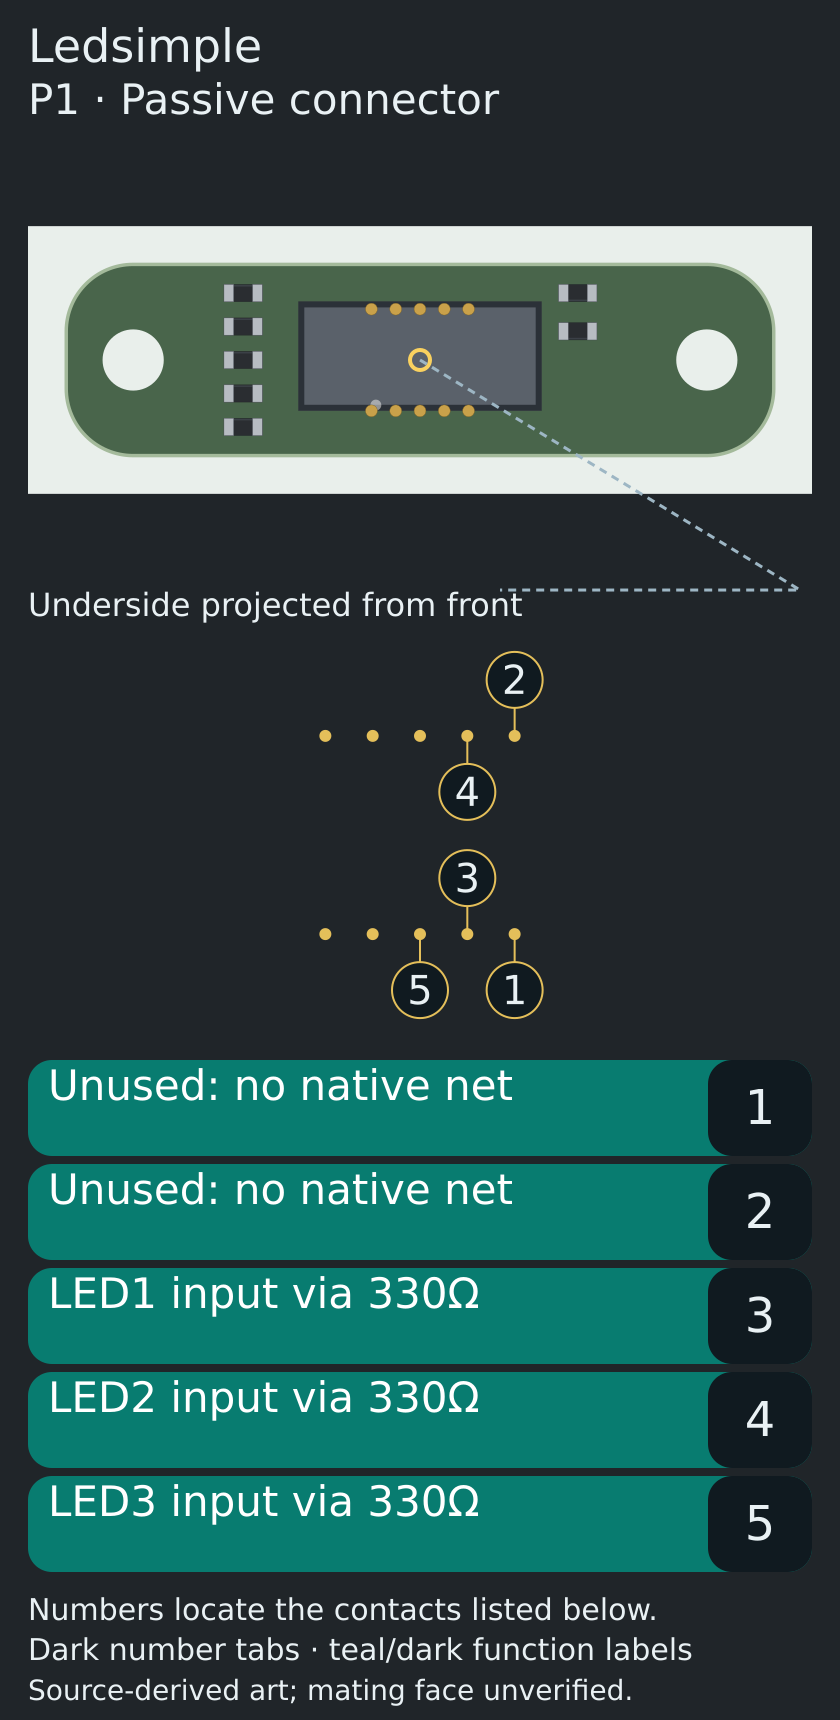 Ledsimple
P1 · Passive connector
Underside projected from front
2
4
3
5 1
Unused: no native net 1
Unused: no native net 2
LED1 input via 330Ω 3
LED2 input via 330Ω 4
LED3 input via 330Ω 5
Numbers locate the contacts listed below.
Dark number tabs · teal/dark function labels
Source-derived art; mating face unverified.